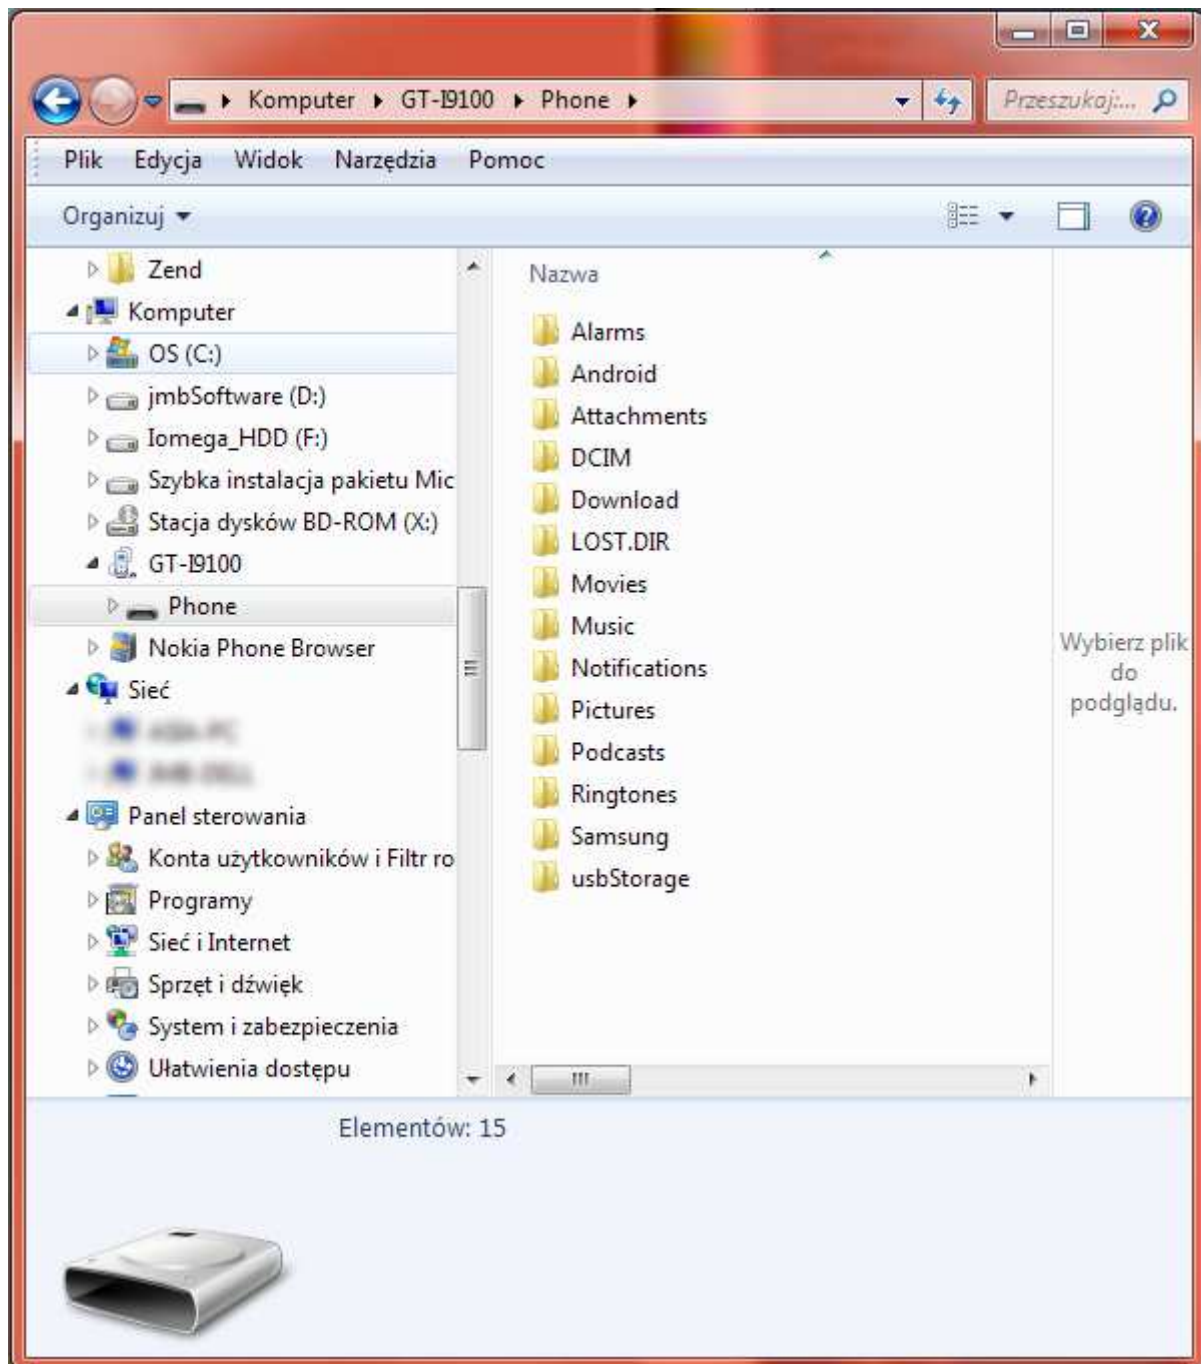 Komputer GT-I9100 Phone Przeszukaj:...
Plik Edycja Widok Narzędzia Pomoc
Organizuj
Zend
Komputer
OS (C:)
jmbSoftware (D:)
Iomega_HDD (F:)
Szybka instalacja pakietu Mic
Stacja dysków BD-ROM (X:)
GT-I9100
Phone
Nokia Phone Browser
Sieć
Panel sterowania
Konta użytkowników i Filtr ro
Programy
Sieć i Internet
Sprzęt i dźwięk
System i zabezpieczenia
Ułatwienia dostępu
Nazwa
Alarms
Android
Attachments
DCIM
Download
LOST.DIR
Movies
Music
Notifications
Pictures
Podcasts
Ringtones
Samsung
usbStorage
Wybierz plik
do
podglądu.
Elementów: 15